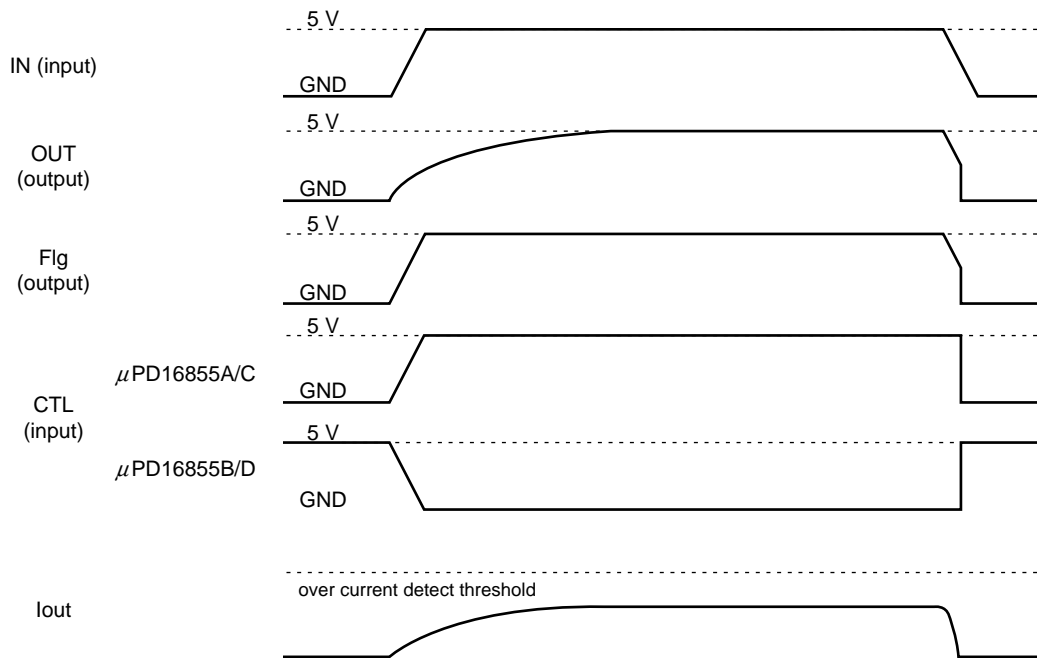 5 V
IN (input)
GND
5 V
OUT
(output)
GND
5 V
Flg
(output)
GND
5 V
μPD16855A/C
GND
CTL
(input)
5 V
μPD16855B/D
GND
over current detect threshold
Iout